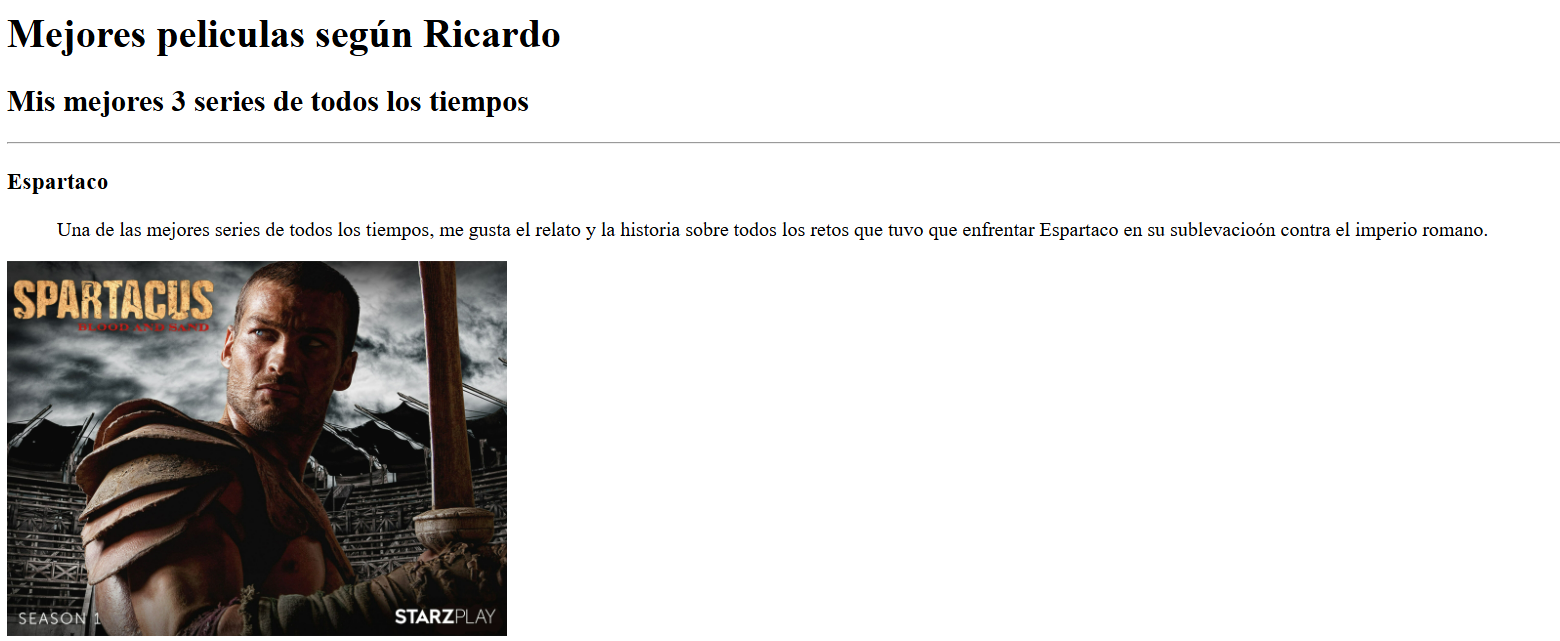 Mejores peliculas según Ricardo
Mis mejores 3 series de todos los tiempos
Espartaco
Una de las mejores series de todos los tiempos, me gusta el relato y la historia sobre todos los retos que tuvo que enfrentar Espartaco en su sublevacioón contra el imperio romano.
SPARTACUS
BLOOD AND SAND
SEASON 1
STARZPLAY